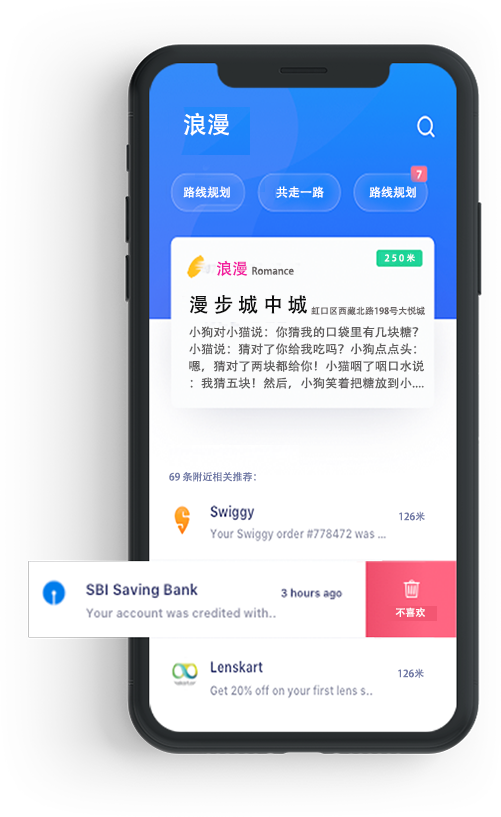 浪漫
路线规划
共走一路
路线规划
7
250米
浪漫 Romance
漫步城中城 虹口区西藏北路198号大悦城
小狗对小猫说：你猜我的口袋里有几块糖？
小猫说：猜对了你给我吃吗？小狗点点头：
嗯，猜对了两块都给你！小猫咽了咽口水说
：我猜五块！然后，小狗笑着把糖放到小....
69 条附近相关推荐：
Swiggy
126米
Your Swiggy order #778472 was ...
SBI Saving Bank
3 hours ago
Your account was credited with..
不喜欢
Lenskart
126米
Get 20% off on your first lens s..